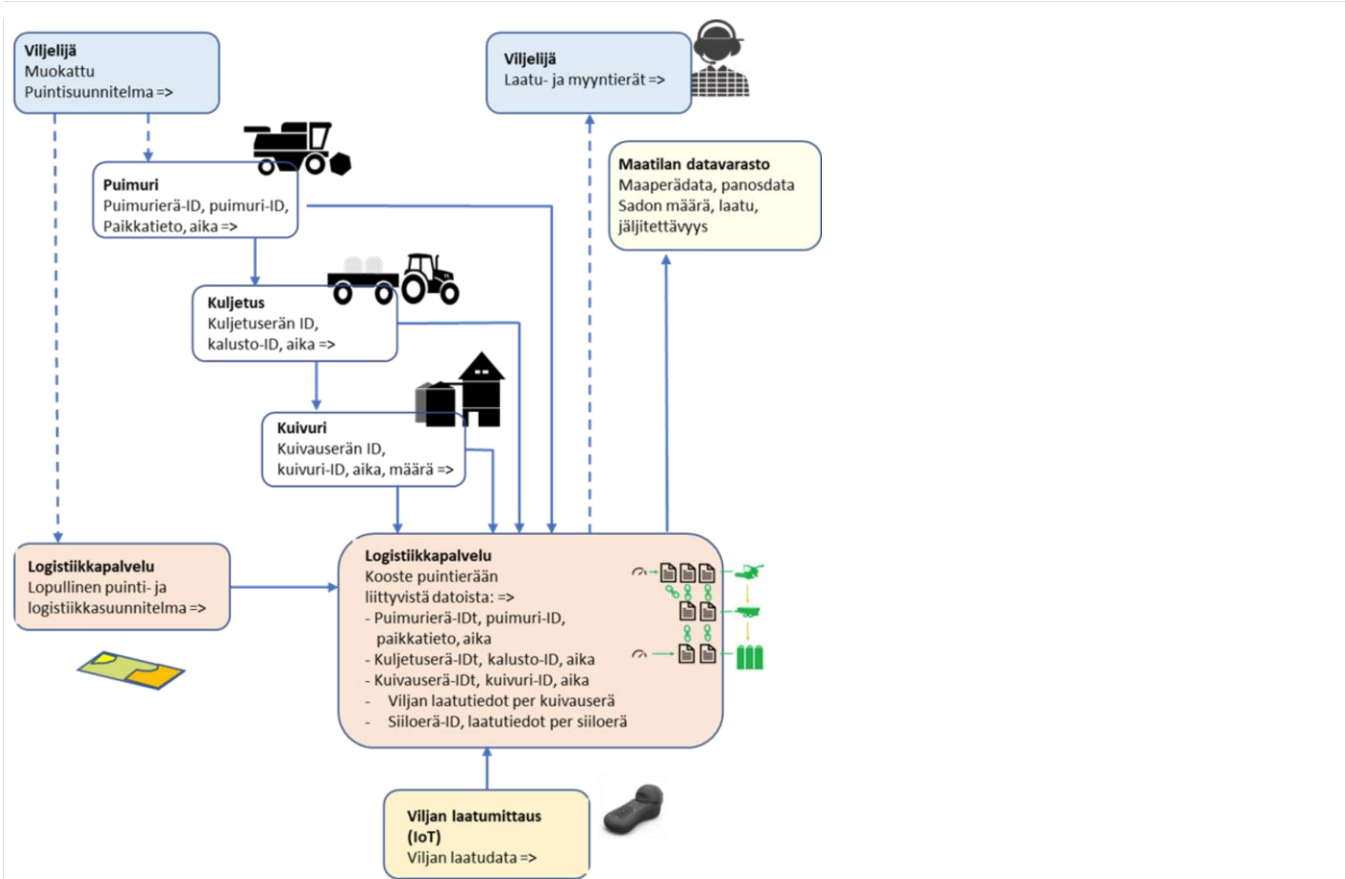 Viljelijä
Muokattu
Puintisuunnitelma =>
Viljelijä
Laatu- ja myyntierät =>
Maatilan datavarasto
Maaperädata, panosdata
Sadon määrä, laatu,
jäljitettävyys
Puimuri
Puimurierä-ID, puimuri-ID,
Paikkatieto, aika =>
Kuljetus
Kuljetuserän ID,
kalusto-ID, aika =>
Kuivuri
Kuivauserän ID,
kuivuri-ID, aika, määrä =>
Logistiikkapalvelu
Lopullinen puinti- ja
logistiikkasuunnitelma =>
Logistiikkapalvelu
Kooste puintierään
liittyvistä datoista: =>
- Puimurierä-IDt, puimuri-ID,
paikkatieto, aika
- Kuljetuserä-IDt, kalusto-ID, aika
- Kuivauserä-IDt, kuivuri-ID, aika
- Viljan laatutiedot per kuivauserä
- Siiloerä-ID, laatutiedot per siiloerä
Viljan laatumittaus
(IoT)
Viljan laatudata =>